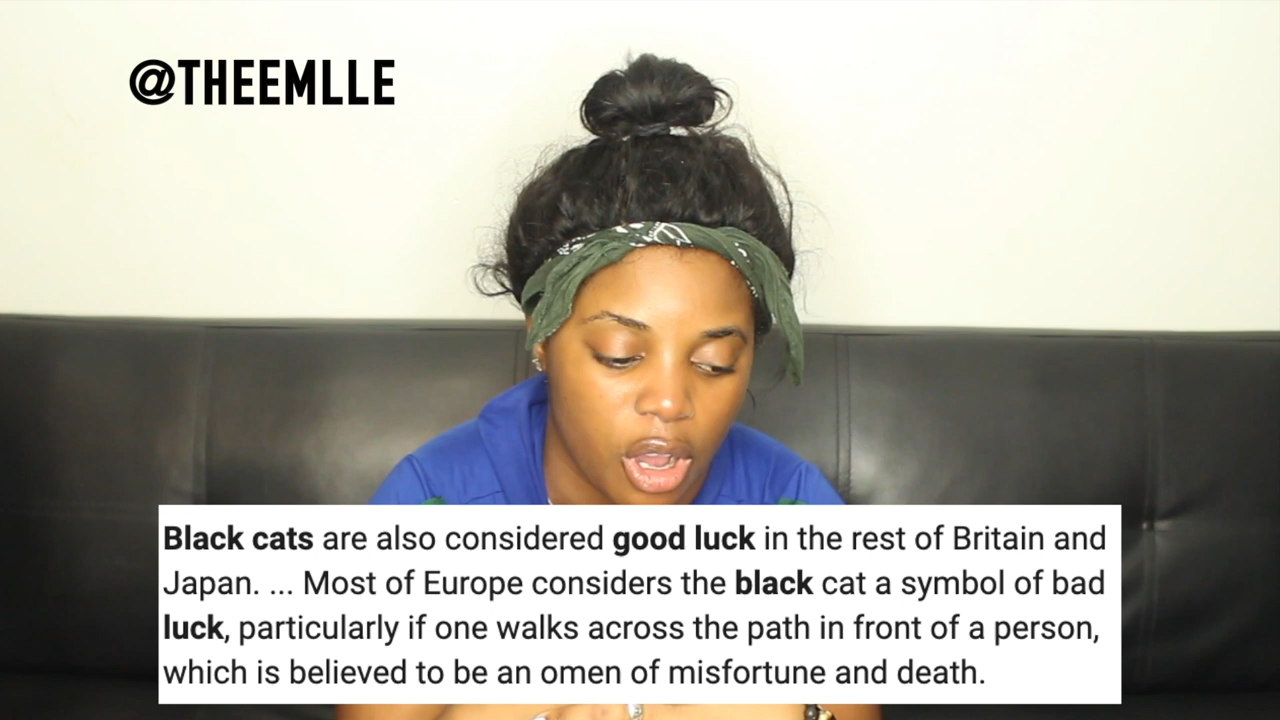 @THEEMLLE
Black cats are also considered good luck in the rest of Britain and
Japan. ... Most of Europe considers the black cat a symbol of bad
luck, particularly if one walks across the path in front of a person,
which is believed to be an omen of misfortune and death.